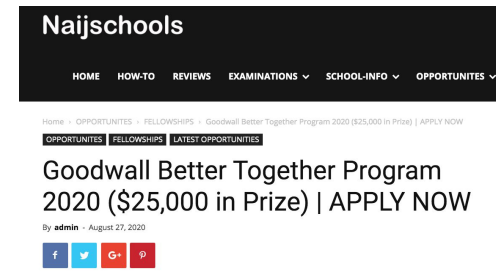 Naijschools
HOME HOW-TO REVIEWS EXAMINATIONS SCHOOL-INFO OPPORTUNITES
Home › OPPORTUNITES › FELLOWSHIPS › Goodwall Better Together Program 2020 ($25,000 in Prize) | APPLY NOW
OPPORTUNITES FELLOWSHIPS LATEST OPPORTUNITIES
Goodwall Better Together Program
2020 ($25,000 in Prize) | APPLY NOW
By admin - August 27, 2020
f G+